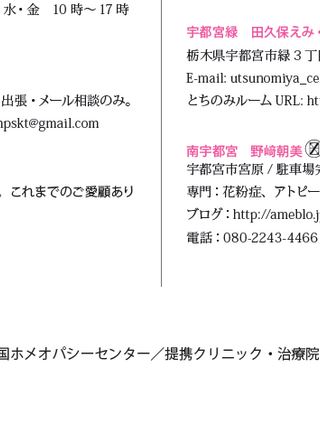 水・金　10 時〜 17 時
出張・メール相談のみ。
npskt@gmail.com
。これまでのご愛顧あり
宇都宮緑　田久保えみ・
栃木県宇都宮市緑 3 丁
E-mail: utsunomiya_ce
とちのみルーム URL: ht
南宇都宮　野﨑朝美 Ⓩ
宇都宮市宮原 / 駐車場
専門：花粉症、アトピー
ブログ：http://ameblo.j
電話：080-2243-4466
国ホメオパシーセンター／提携クリニック・治療院